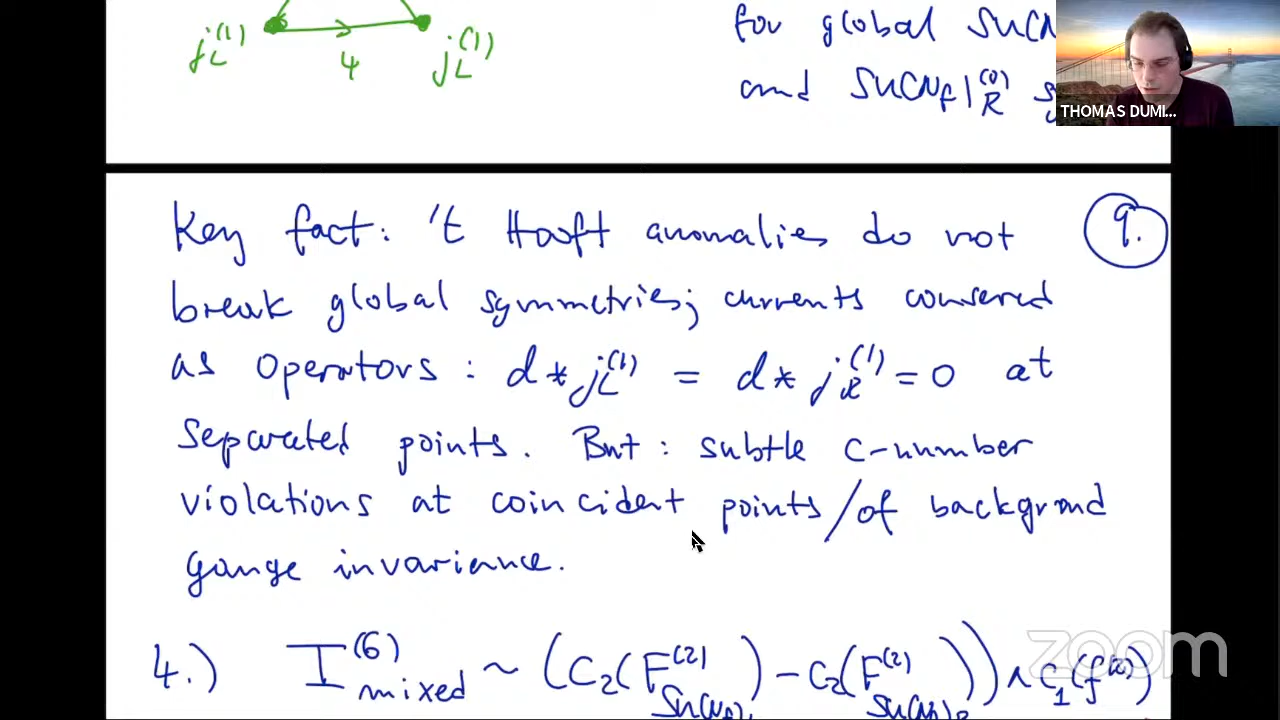 j_L^(1)
ψ
j_L^(1)
for global SU(N
and SU(N_f)_R^(0) sy
THOMAS DUMI...
Key fact: 't Hooft anomalies do not
9.
break global symmetries; currents conserved
as operators: d*j_L^(1) = d*j_R^(1) = 0 at
separated points. But: subtle c-number
violations at coincident points/of backgrond
gauge invariance.
4.) I^(6)_mixed ~ (C_2(F^(2)_SU(N_f)_L) - C_2(F^(2)_SU(N_f)_R)) ∧ C_1(f^(2))
zoom